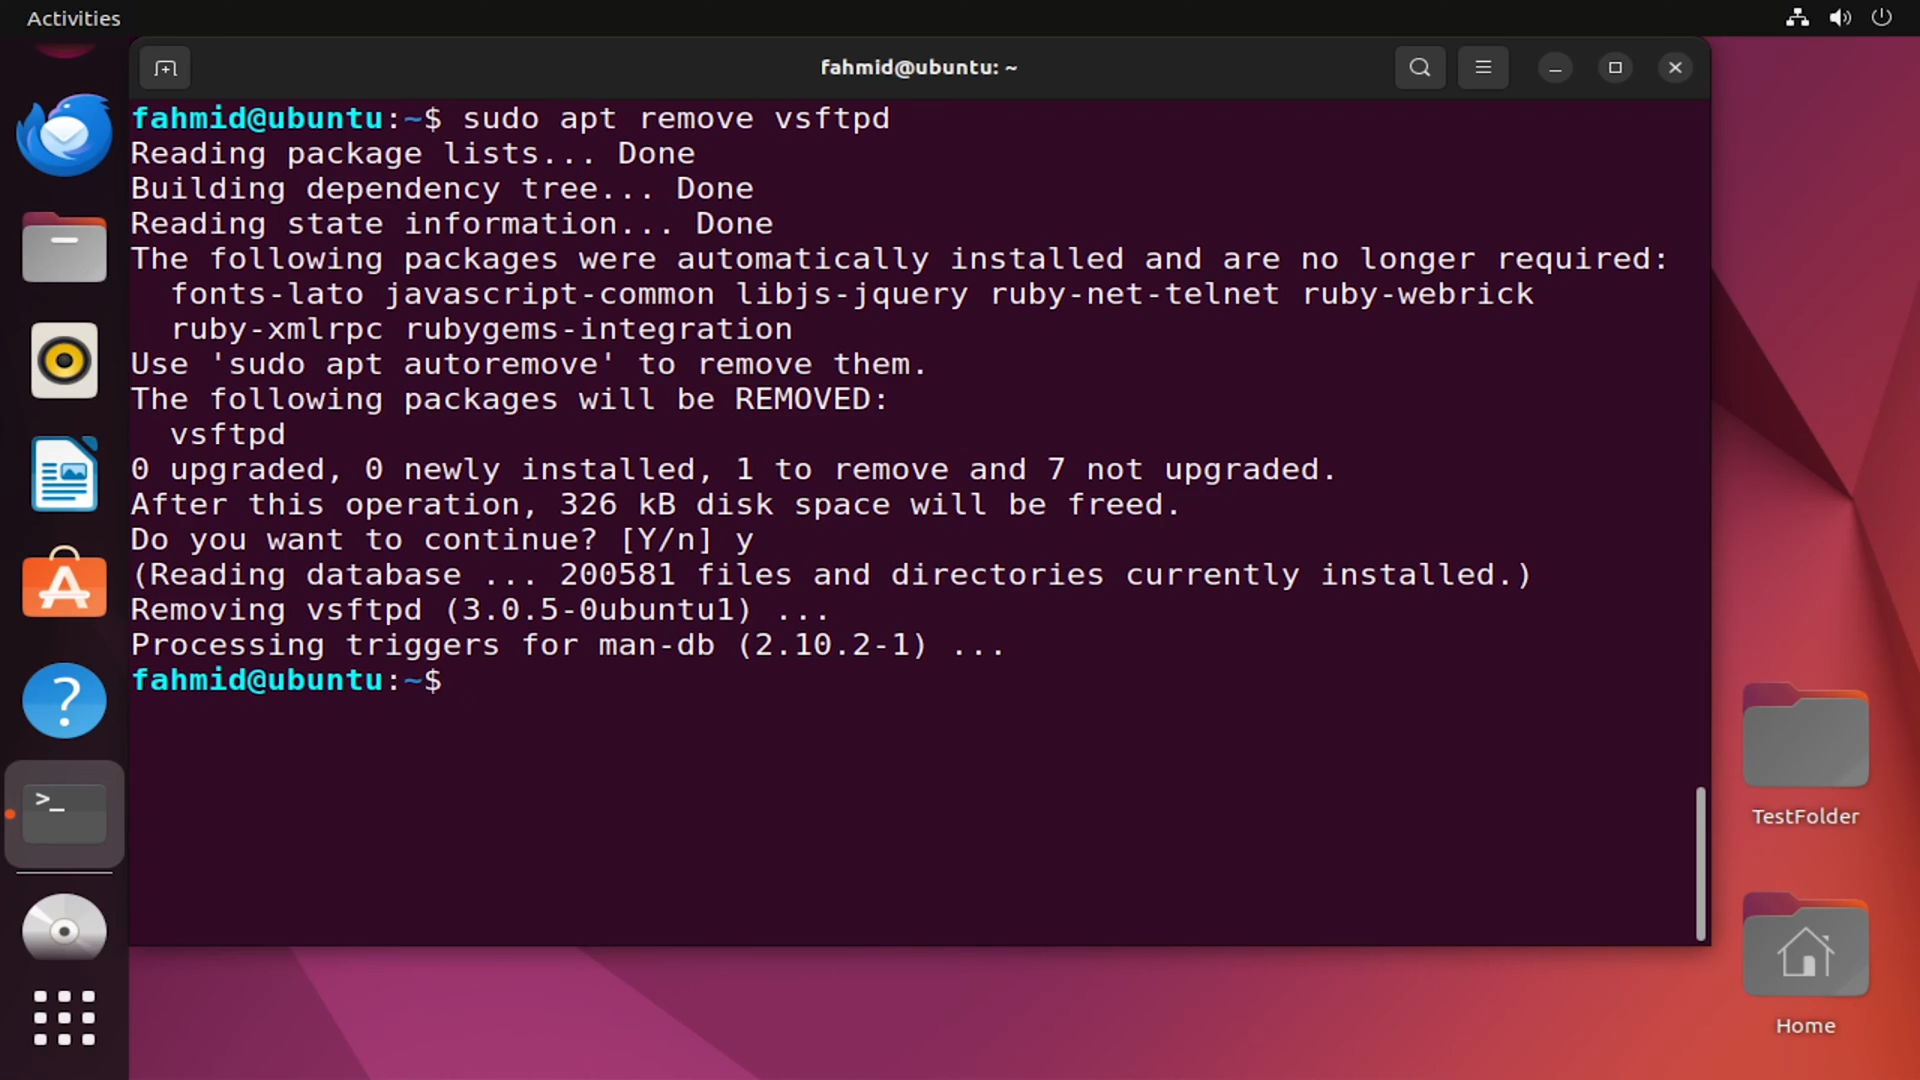 Activities
fahmid@ubuntu: ~
fahmid@ubuntu:~$ sudo apt remove vsftpd
Reading package lists... Done
Building dependency tree... Done
Reading state information... Done
The following packages were automatically installed and are no longer required:
  fonts-lato javascript-common libjs-jquery ruby-net-telnet ruby-webrick
  ruby-xmlrpc rubygems-integration
Use 'sudo apt autoremove' to remove them.
The following packages will be REMOVED:
  vsftpd
0 upgraded, 0 newly installed, 1 to remove and 7 not upgraded.
After this operation, 326 kB disk space will be freed.
Do you want to continue? [Y/n] y
(Reading database ... 200581 files and directories currently installed.)
Removing vsftpd (3.0.5-0ubuntu1) ...
Processing triggers for man-db (2.10.2-1) ...
fahmid@ubuntu:~$
TestFolder
Home